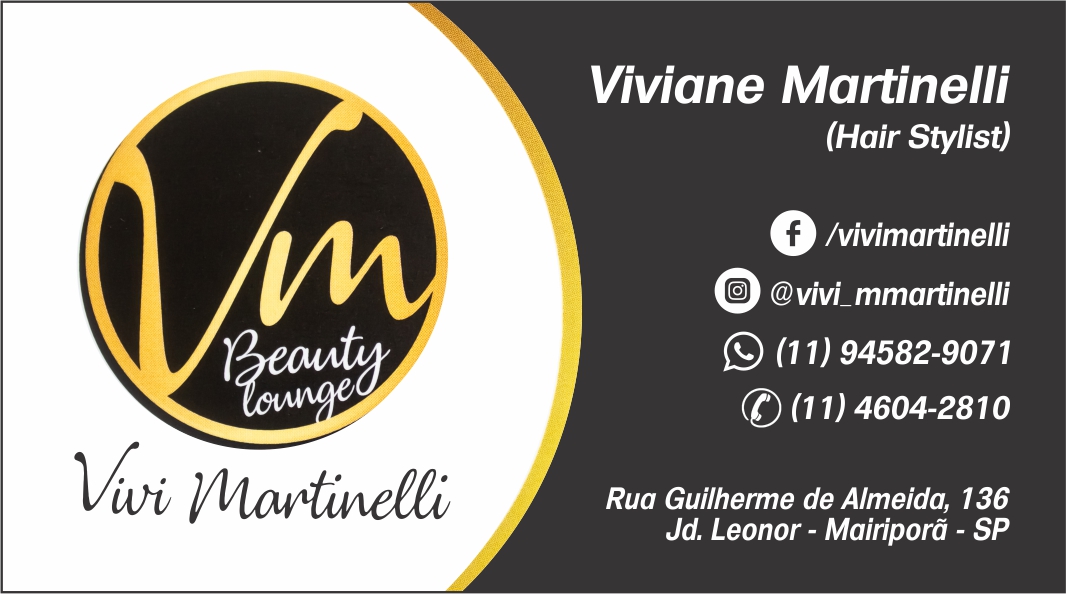 Vm
Beauty
lounge
Vivi Martinelli
Viviane Martinelli
(Hair Stylist)
/vivimartinelli
@vivi_mmartinelli
(11) 94582-9071
(11) 4604-2810
Rua Guilherme de Almeida, 136
Jd. Leonor - Mairiporã - SP